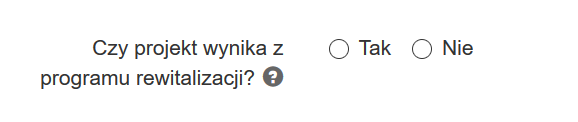 Czy projekt wynika z
programu rewitalizacji? ?
Tak Nie